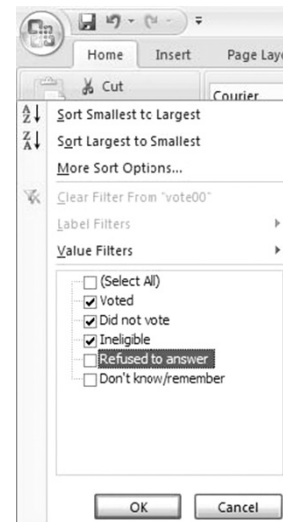 Home Insert Page Lay
Cut
Courier
A
Z
Sort Smallest to Largest
Z
A
Sort Largest to Smallest
More Sort Options...
Clear Filter From "vote00"
Label Filters
Value Filters
(Select All)
Voted
Did not vote
Ineligible
Refused to answer
Don't know/remember
OK Cancel